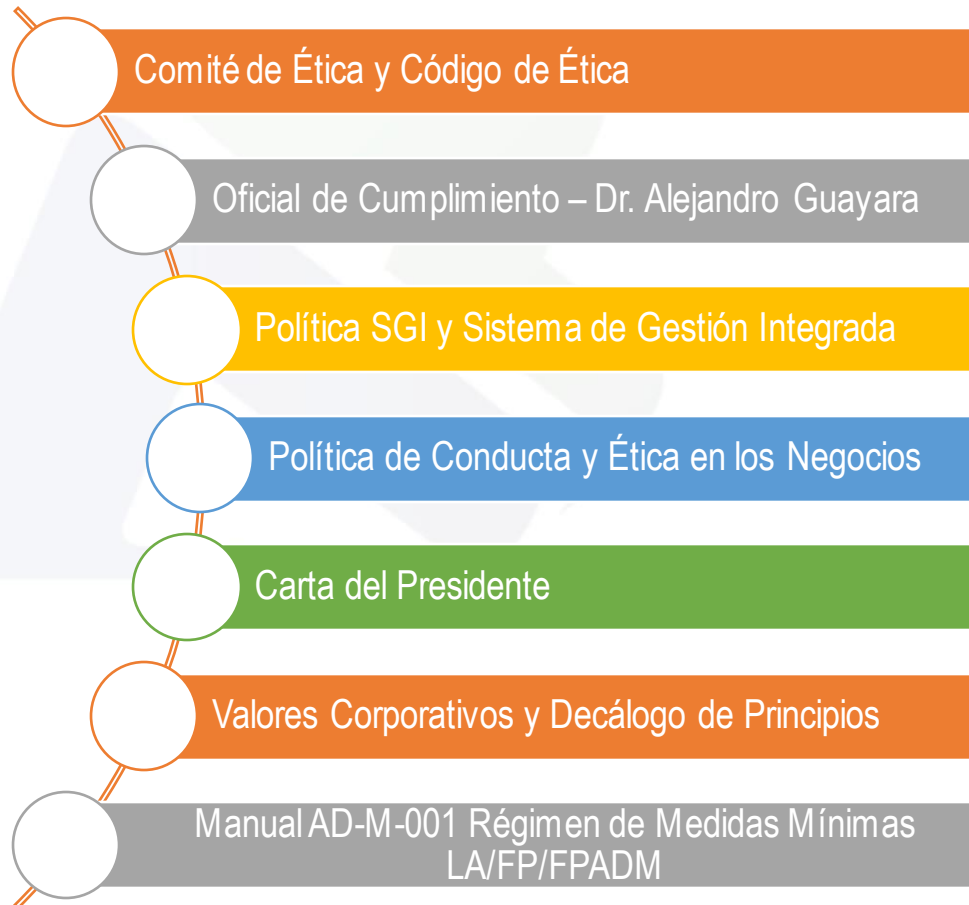 Comité de Ética y Código de Ética
Oficial de Cumplimiento – Dr. Alejandro Guayara
Política SGI y Sistema de Gestión Integrada
Política de Conducta y Ética en los Negocios
Carta del Presidente
Valores Corporativos y Decálogo de Principios
Manual AD-M-001 Régimen de Medidas Mínimas
LA/FP/FPADM